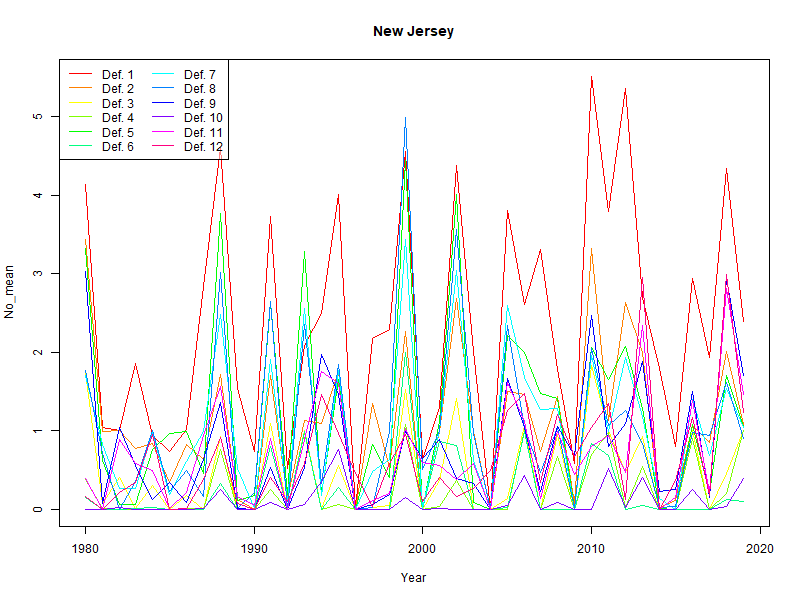 New Jersey
Def. 1 Def. 7
Def. 2 Def. 8
Def. 3 Def. 9
Def. 4 Def. 10
Def. 5 Def. 11
Def. 6 Def. 12
5
4
3
2
1
0
No_mean
1980 1990 2000 2010 2020
Year